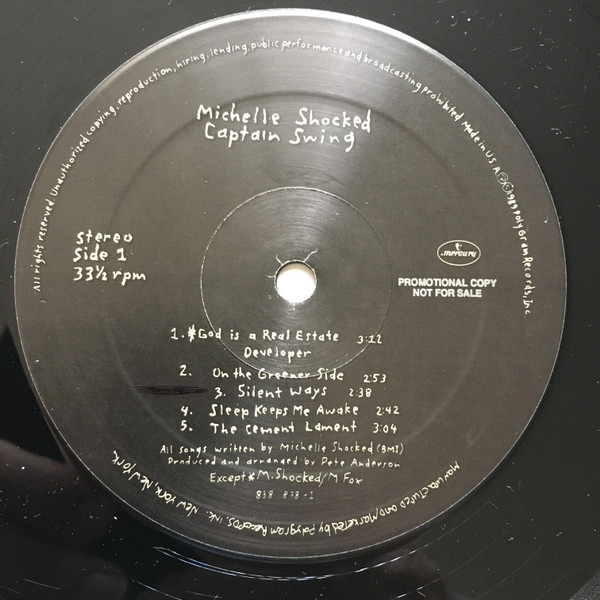 All rights reserved Unauthorized copying, reproduction, hiring, lending, public performance and broadcasting prohibited Made in U.S.A. ℗©1989 PolyGram Records, Inc.
Michelle Shocked
Captain Swing
Stereo
Side 1
33⅓ rpm
mercury
PROMOTIONAL COPY
NOT FOR SALE
1. *God is a Real Estate 3:12
Developer
2. On the Greener Side 2:53
3. Silent Ways 2:38
4. Sleep Keeps Me Awake 2:42
5. The Cement Lament 3:04
All songs written by Michelle Shocked (BMI)
Produced and arranged by Pete Anderson
Except * M. Shocked/M Fox
838 878-1
Manufactured and Marketed by Polygram Records, Inc. New York, New York